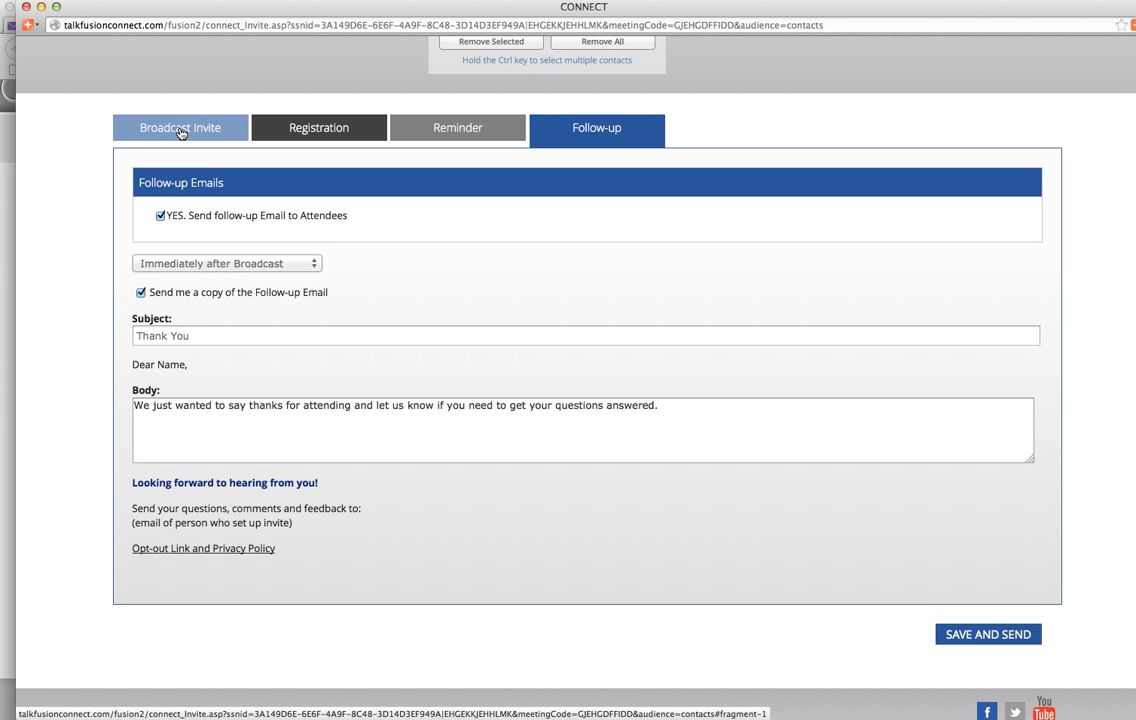 CONNECT
talkfusionconnect.com/fusion2/connect_Invite.asp?ssnid=3A149D6E-6E6F-4A9F-8C48-3D14D3EF949A|EHGEKKJEHHLMK&meetingCode=GJEHGDFFIDD&audience=contacts
Remove Selected Remove All
Hold the Ctrl key to select multiple contacts
Broadcast Invite Registration Reminder Follow-up
Follow-up Emails
YES. Send follow-up Email to Attendees
Immediately after Broadcast
Send me a copy of the Follow-up Email
Subject:
Thank You
Dear Name,
Body:
We just wanted to say thanks for attending and let us know if you need to get your questions answered.
Looking forward to hearing from you!
Send your questions, comments and feedback to:
(email of person who set up invite)
Opt-out Link and Privacy Policy
SAVE AND SEND
You
Tube
talkfusionconnect.com/fusion2/connect_Invite.asp?ssnid=3A149D6E-6E6F-4A9F-8C48-3D14D3EF949A|EHGEKKJEHHLMK&meetingCode=GJEHGDFFIDD&audience=contacts#fragment-1